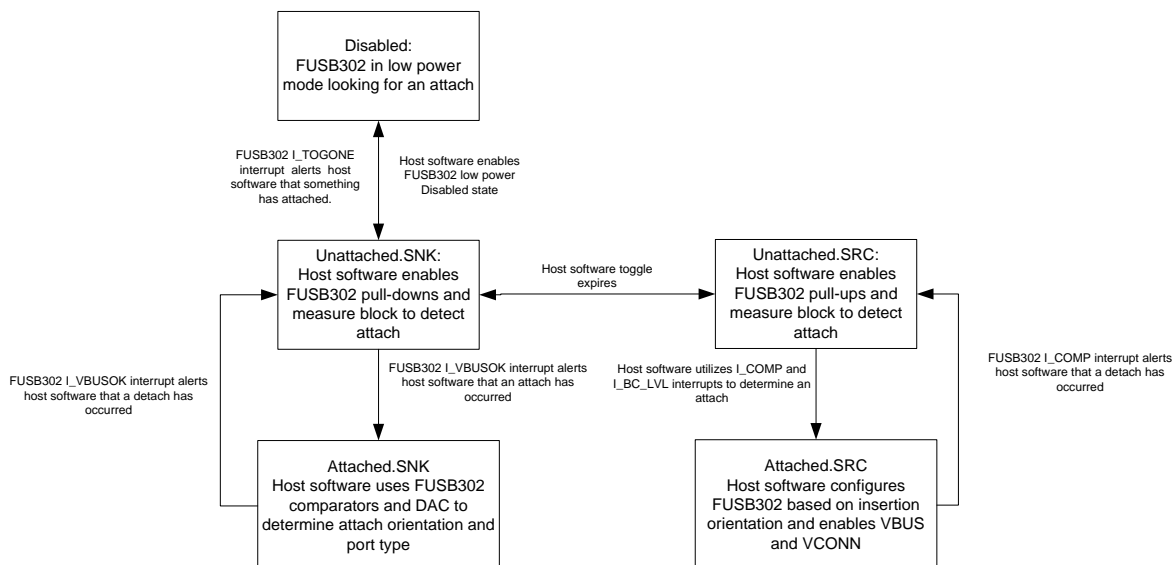 Disabled:
FUSB302 in low power
mode looking for an attach
FUSB302 I_TOGONE
interrupt alerts host
software that something
has attached.
Host software enables
FUSB302 low power
Disabled state
Unattached.SNK:
Host software enables
FUSB302 pull-downs and
measure block to detect
attach
Host software toggle
expires
Unattached.SRC:
Host software enables
FUSB302 pull-ups and
measure block to detect
attach
FUSB302 I_VBUSOK interrupt alerts
host software that a detach has
occurred
FUSB302 I_VBUSOK interrupt alerts
host software that an attach has
occurred
Host software utilizes I_COMP and
I_BC_LVL interrupts to determine an
attach
FUSB302 I_COMP interrupt alerts
host software that a detach has
occurred
Attached.SNK
Host software uses FUSB302
comparators and DAC to
determine attach orientation and
port type
Attached.SRC
Host software configures
FUSB302 based on insertion
orientation and enables VBUS
and VCONN